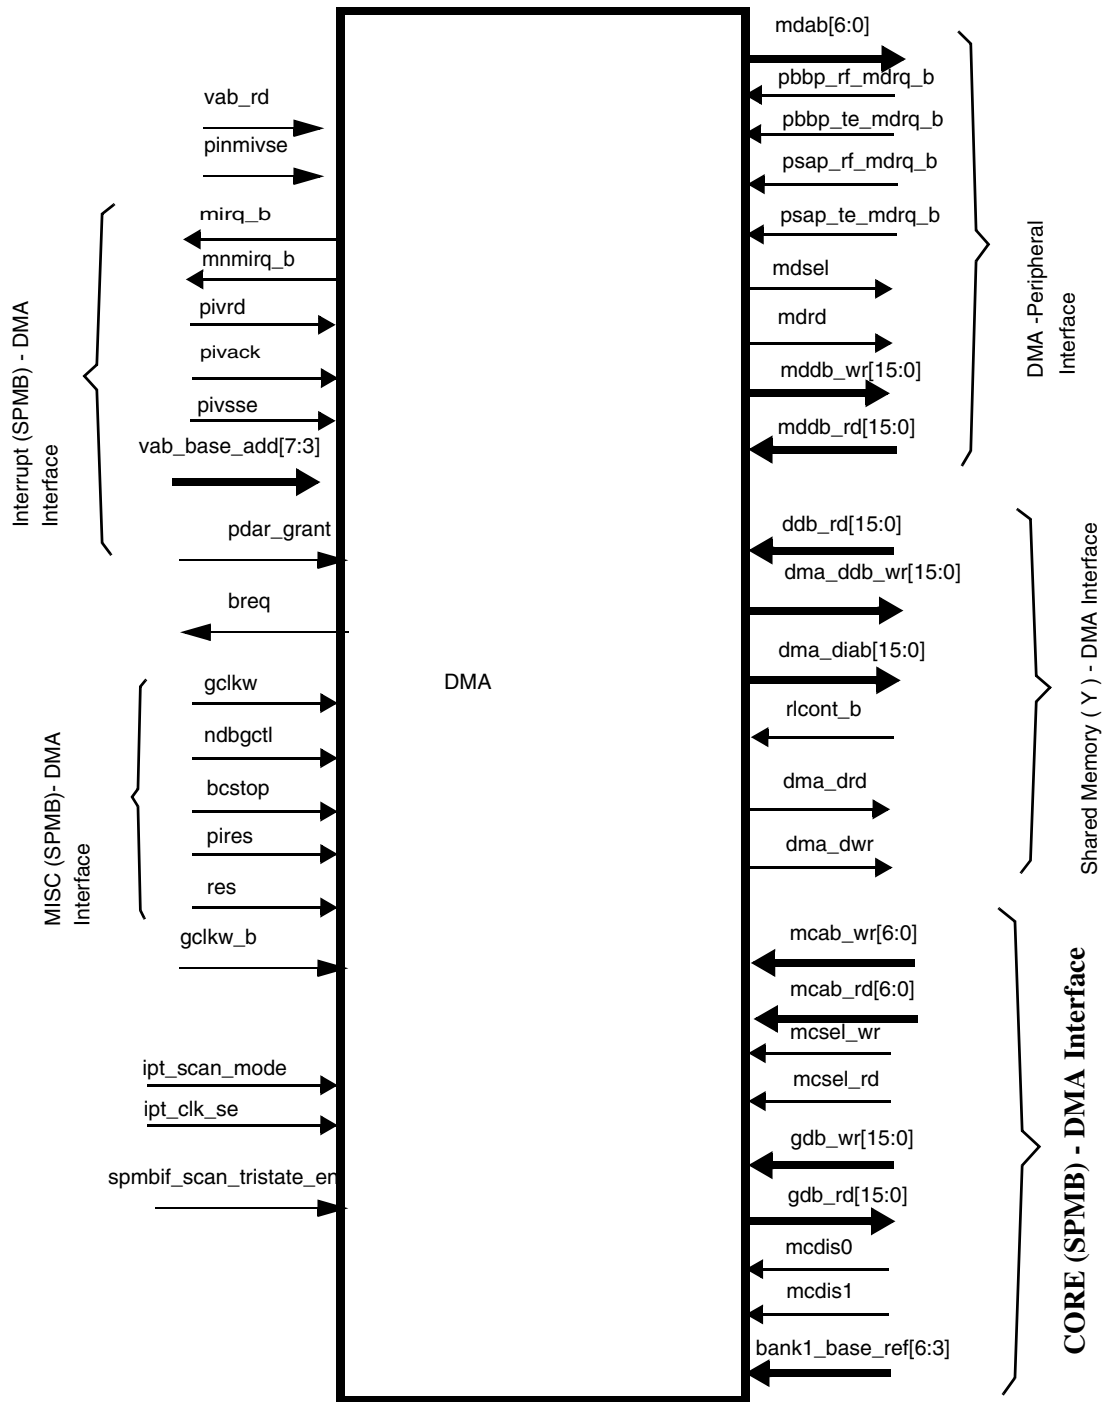 vab_rd
pinmivse
mirq_b
mnmirq_b
pivrd
pivack
pivsse
vab_base_add[7:3]
pdar_grant
Interrupt (SPMB) - DMA
Interface
breq
gclkw
ndbgctl
bcstop
pires
res
gclkw_b
MISC (SPMB)- DMA
Interface
ipt_scan_mode
ipt_clk_se
spmbif_scan_tristate_en
DMA
mdab[6:0]
pbbp_rf_mdrq_b
pbbp_te_mdrq_b
psap_rf_mdrq_b
psap_te_mdrq_b
mdsel
mdrd
mddb_wr[15:0]
mddb_rd[15:0]
DMA -Peripheral
Interface
ddb_rd[15:0]
dma_ddb_wr[15:0]
dma_diab[15:0]
rlcont_b
dma_drd
dma_dwr
Shared Memory ( Y ) - DMA Interface
mcab_wr[6:0]
mcab_rd[6:0]
mcsel_wr
mcsel_rd
gdb_wr[15:0]
gdb_rd[15:0]
mcdis0
mcdis1
bank1_base_ref[6:3]
CORE (SPMB) - DMA Interface